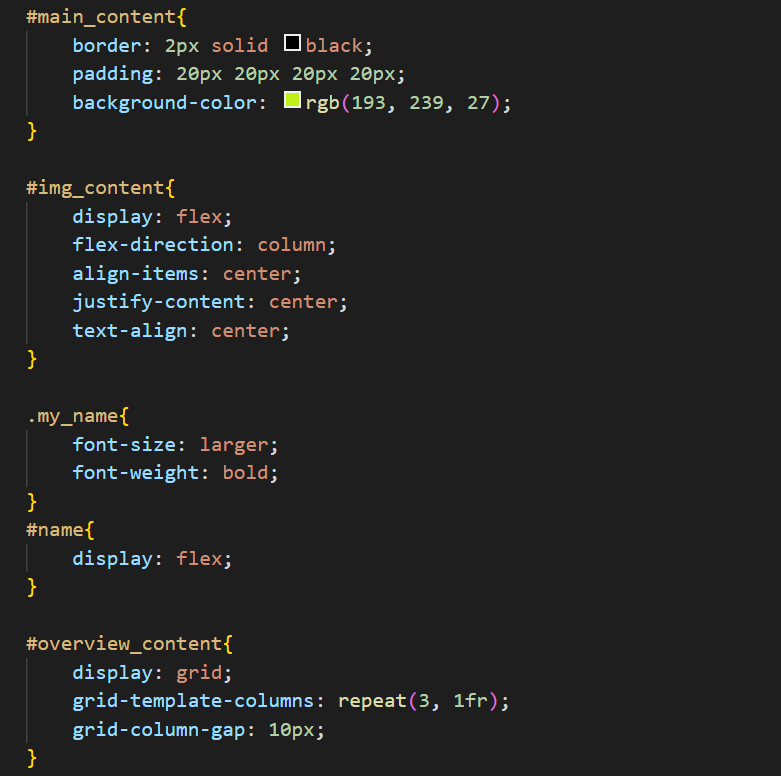 #main_content{
    border: 2px solid black;
    padding: 20px 20px 20px 20px;
    background-color: rgb(193, 239, 27);
}

#img_content{
    display: flex;
    flex-direction: column;
    align-items: center;
    justify-content: center;
    text-align: center;
}

.my_name{
    font-size: larger;
    font-weight: bold;
}
#name{
    display: flex;
}

#overview_content{
    display: grid;
    grid-template-columns: repeat(3, 1fr);
    grid-column-gap: 10px;
}